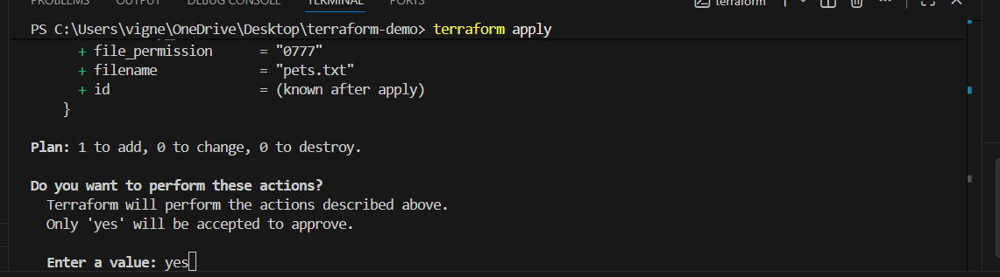 PROBLEMS OUTPUT DEBUG CONSOLE TERMINAL PORTS terraform
PS C:\Users\vigne\OneDrive\Desktop\terraform-demo> terraform apply
+ file_permission = "0777"
+ filename = "pets.txt"
+ id = (known after apply)
}
Plan: 1 to add, 0 to change, 0 to destroy.
Do you want to perform these actions?
Terraform will perform the actions described above.
Only 'yes' will be accepted to approve.
Enter a value: yes